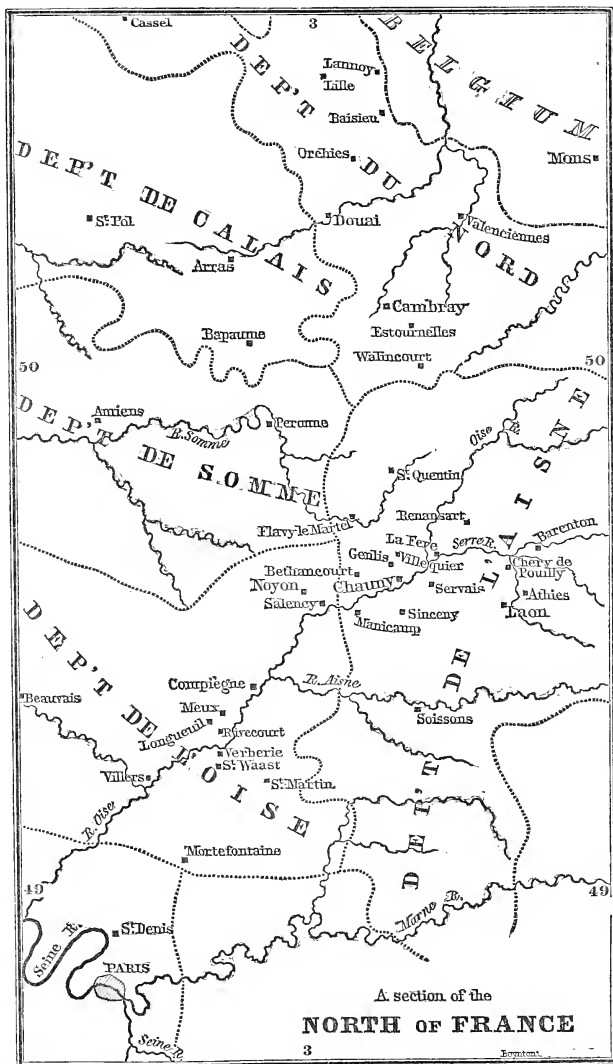 Cassel
3
BELGIUM
DEP'T DU NORD
Lannoy
Lille
Baisieu
Orchies
Mons
DEP'T DE CALAIS
St. Pol
Douai
Valenciennes
Arras
Cambray
Estournelles
Bapaume
Walincourt
50
50
DEP'T DE SOMME
Amiens
R. Somme
Peronne
Oise R.
DEP'T DE L'AISNE
St. Quentin
Renansart
Flavy le Martel
La Fere
Serre R.
Barenton
Genlis
Ville Quier
Chery de Pouilly
Bethancourt
Chauny
Servais
Athies
Noyon
Salency
Manicamp
Sinceny
Laon
DEP'T DE L'OISE
Compiegne
R. Aisne
Beauvais
Meux
Longueuil
Rivecourt
Soissons
Verberie
St. Waast
Villers
St. Martin
R. Oise
Mortefontaine
49
49
Marne R.
Seine R.
St. Denis
PARIS
Seine R.
A section of the
NORTH OF FRANCE
3
Boynton